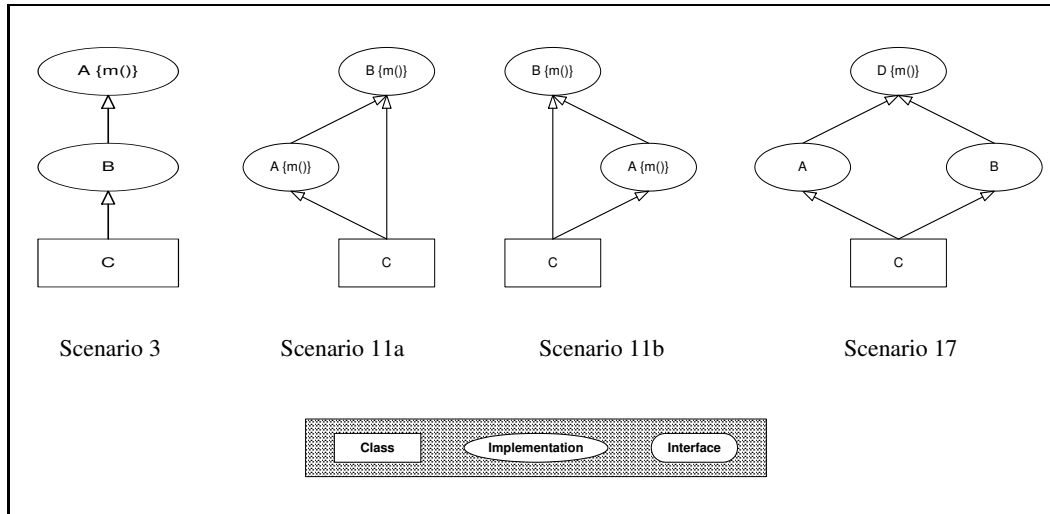 A {m()}
B
C
Scenario 3
B {m()}
A {m()}
C
Scenario 11a
B {m()}
A {m()}
C
Scenario 11b
D {m()}
A
B
C
Scenario 17
Class
Implementation
Interface